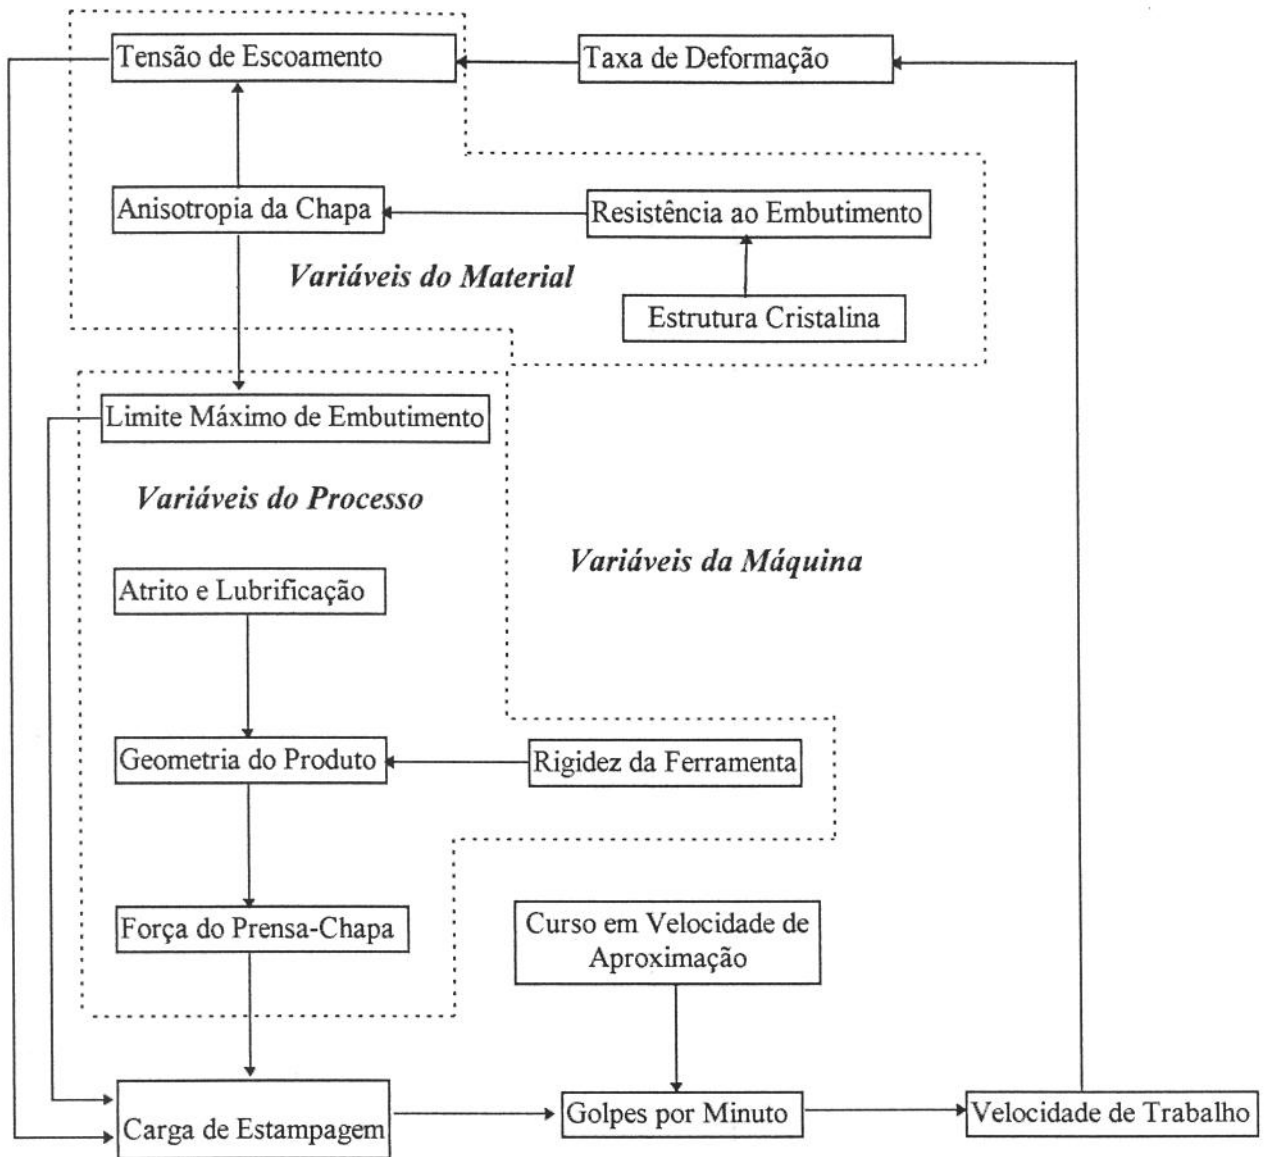 Tensão de Escoamento
Taxa de Deformação
Anisotropia da Chapa
Resistência ao Embutimento
Variáveis do Material
Estrutura Cristalina
Limite Máximo de Embutimento
Variáveis do Processo
Variáveis da Máquina
Atrito e Lubrificação
Geometria do Produto
Rigidez da Ferramenta
Força do Prensa-Chapa
Curso em Velocidade de
Aproximação
Carga de Estampagem
Golpes por Minuto
Velocidade de Trabalho